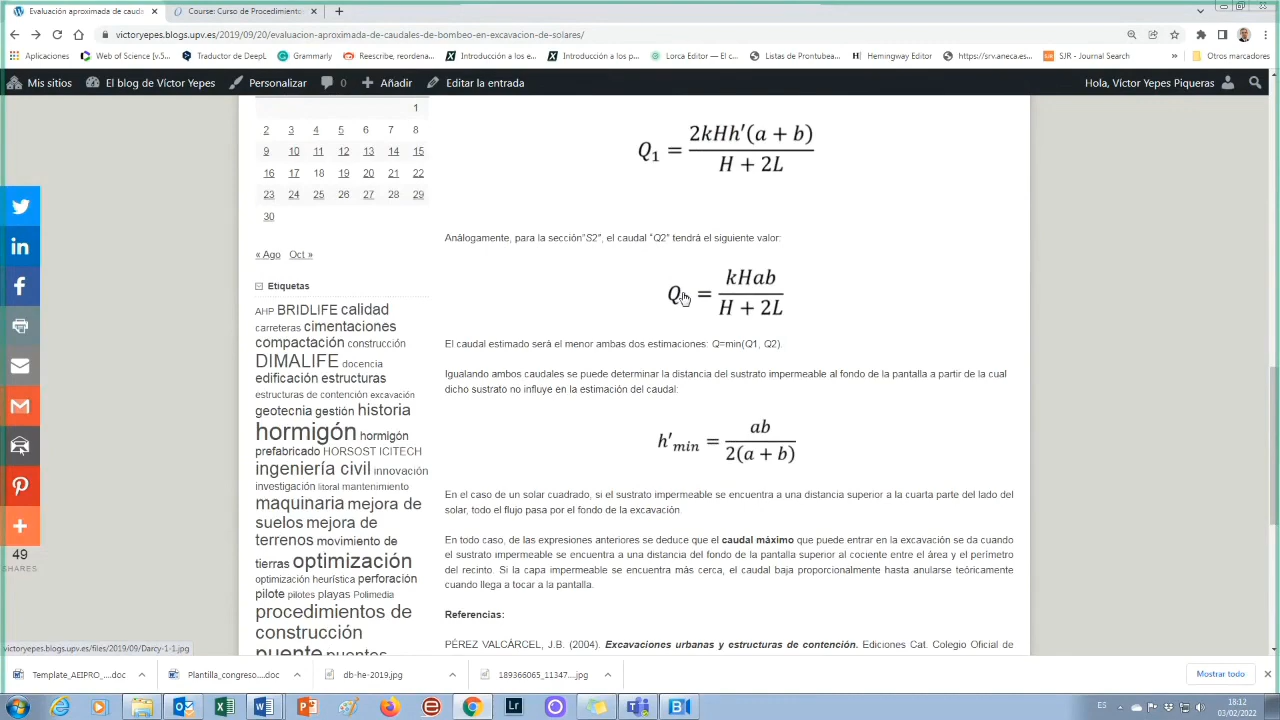 Evaluación aproximada de cauda
Course: Curso de Procedimiento
victoryepes.blogs.upv.es/2019/09/20/evaluacion-aproximada-de-caudales-de-bombeo-en-excavacion-de-solares/
Aplicaciones
Web of Science [v.5...
Traductor de DeepL
Grammarly
Reescribe, reordena...
Introducción a los e...
Introducción a los p...
Lorca Editor — El c...
Listas de Prontubea...
Hemingway Editor
https://srv.aneca.es...
SJR - Journal Search
»
Otros marcadores
Mis sitios
El blog de Víctor Yepes
Personalizar
0
Añadir
Editar la entrada
Hola, Víctor Yepes Piqueras
1
2 3 4 5 6 7 8
9 10 11 12 13 14 15
16 17 18 19 20 21 22
23 24 25 26 27 28 29
30
« Ago Oct »
Etiquetas
AHP BRIDLIFE calidad
carreteras cimentaciones
compactación construcción
DIMALIFE docencia
edificación estructuras
estructuras de contención excavación
geotecnia gestión historia
hormigón hormigón
prefabricado HORSOST ICITECH
ingeniería civil innovación
investigación litoral mantenimiento
maquinaria mejora de
suelos mejora de
terrenos movimiento de
tierras optimización
optimización heurística perforación
pilote pilotes playas Polimedia
procedimientos de
construcción
puente puentes
49
SHARES
Q₁ = 2kHh′(a + b) / H + 2L
Análogamente, para la sección"S2", el caudal "Q2" tendrá el siguiente valor:
Q = kHab / H + 2L
El caudal estimado será el menor ambas dos estimaciones: Q=min(Q1, Q2).
Igualando ambos caudales se puede determinar la distancia del sustrato impermeable al fondo de la pantalla a partir de la cual
dicho sustrato no influye en la estimación del caudal:
h′min = ab / 2(a + b)
En el caso de un solar cuadrado, si el sustrato impermeable se encuentra a una distancia superior a la cuarta parte del lado del
solar, todo el flujo pasa por el fondo de la excavación.
En todo caso, de las expresiones anteriores se deduce que el caudal máximo que puede entrar en la excavación se da cuando
el sustrato impermeable se encuentra a una distancia del fondo de la pantalla superior al cociente entre el área y el perímetro
del recinto. Si la capa impermeable se encuentra más cerca, el caudal baja proporcionalmente hasta anularse teóricamente
cuando llega a tocar a la pantalla.
Referencias:
PÉREZ VALCÁRCEL, J.B. (2004). Excavaciones urbanas y estructuras de contención. Ediciones Cat. Colegio Oficial de
victoryepes.blogs.upv.es/files/2019/09/Darcy-1-1.jpg
Template_AEIPRO_....doc
Plantilla_congreso....doc
db-he-2019.jpg
189366065_11347....jpg
Mostrar todo
ES
18:12
03/02/2022